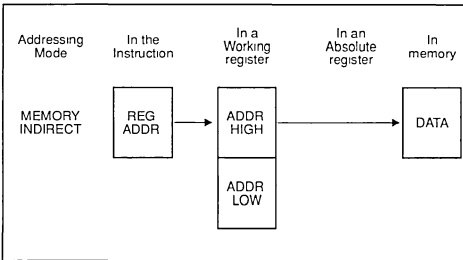 Addressing Mode
In the Instruction
In a Working register
In an Absolute register
In memory
MEMORY INDIRECT
REG ADDR
ADDR HIGH
DATA
ADDR LOW